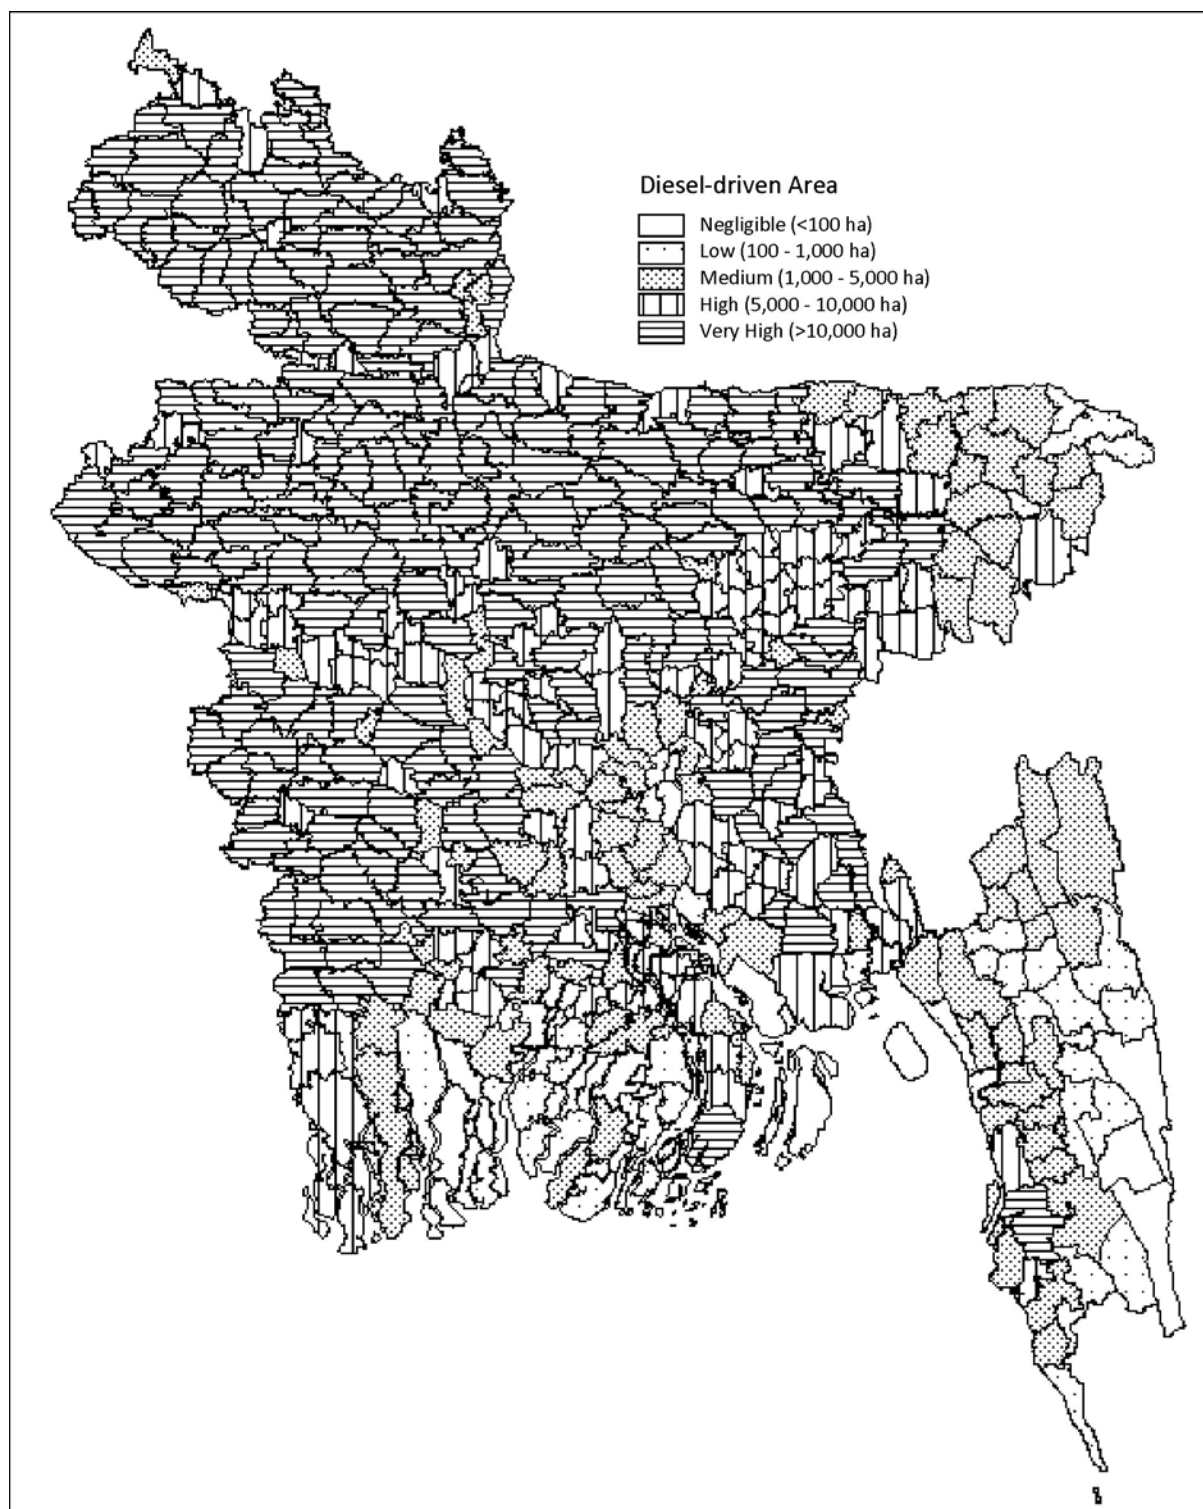 Diesel-driven Area
Negligible (<100 ha)
Low (100 - 1,000 ha)
Medium (1,000 - 5,000 ha)
High (5,000 - 10,000 ha)
Very High (>10,000 ha)